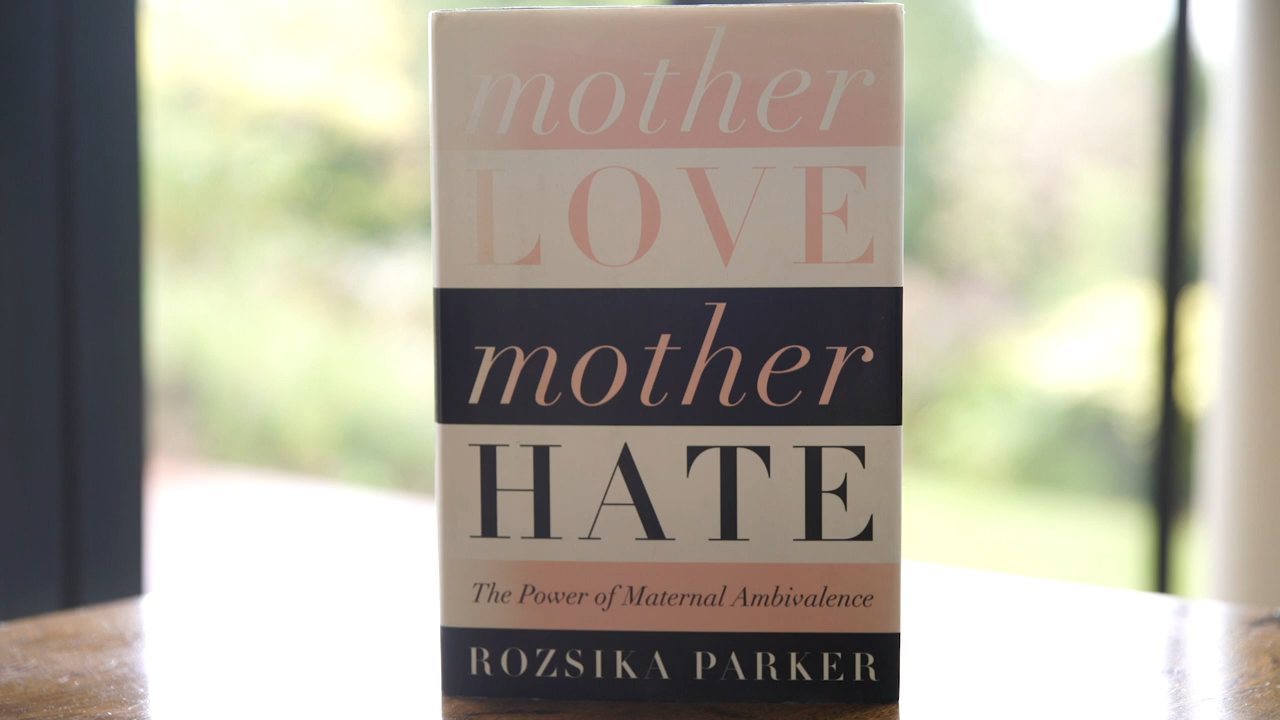 mother
LOVE
mother
HATE
The Power of Maternal Ambivalence
ROZSIKA PARKER